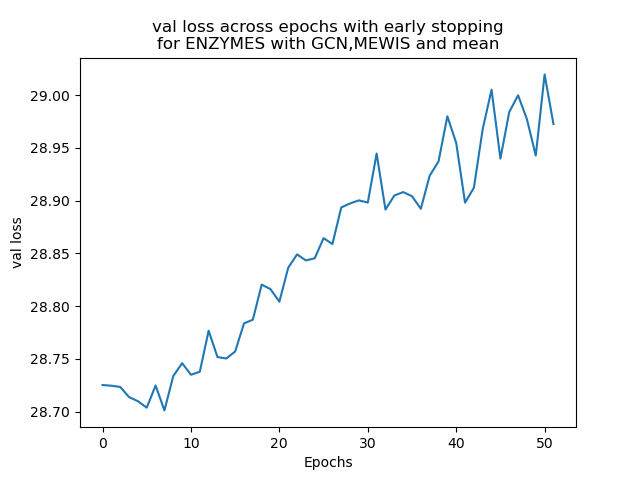 val loss across epochs with early stopping
for ENZYMES with GCN,MEWIS and mean
29.00
28.95
28.90
28.85
28.80
28.75
28.70
val loss
0 10 20 30 40 50
Epochs